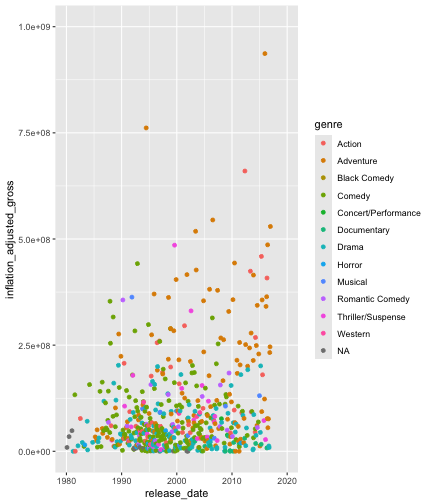 1.0e+09
7.5e+08
5.0e+08
2.5e+08
0.0e+00
inflation_adjusted_gross
1980 1990 2000 2010 2020
release_date
genre
Action
Adventure
Black Comedy
Comedy
Concert/Performance
Documentary
Drama
Horror
Musical
Romantic Comedy
Thriller/Suspense
Western
NA